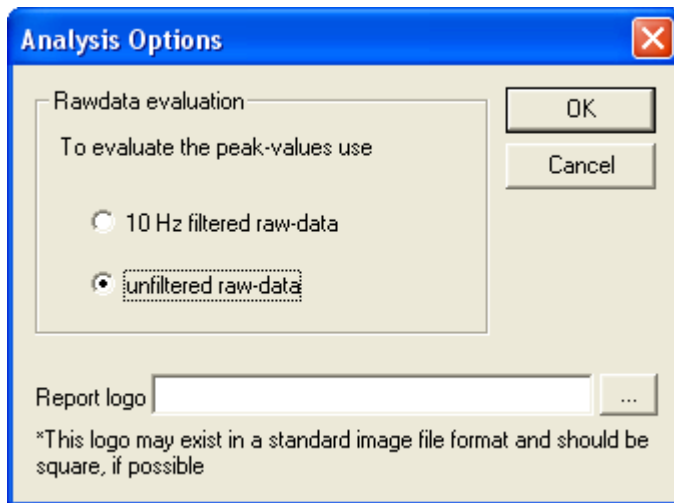 Analysis Options
Rawdata evaluation
To evaluate the peak-values use
10 Hz filtered raw-data
unfiltered raw-data
OK
Cancel
Report logo
...
*This logo may exist in a standard image file format and should be
square, if possible